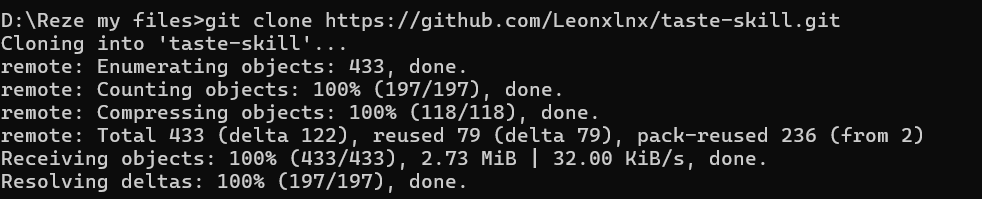 D:\Reze my files>git clone https://github.com/Leonxlnx/taste-skill.git
Cloning into 'taste-skill'...
remote: Enumerating objects: 433, done.
remote: Counting objects: 100% (197/197), done.
remote: Compressing objects: 100% (118/118), done.
remote: Total 433 (delta 122), reused 79 (delta 79), pack-reused 236 (from 2)
Receiving objects: 100% (433/433), 2.73 MiB | 32.00 KiB/s, done.
Resolving deltas: 100% (197/197), done.